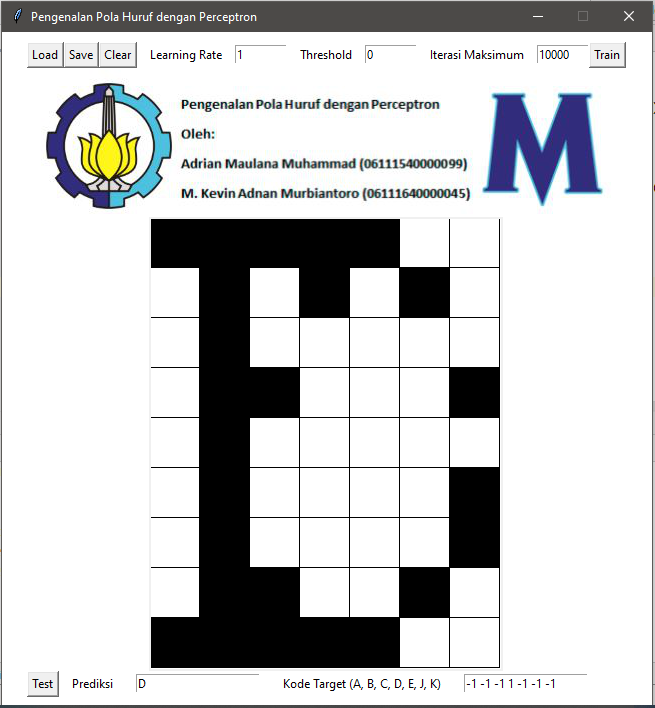 Pengenalan Pola Huruf dengan Perceptron
Load Save Clear Learning Rate 1 Threshold 0 Iterasi Maksimum 10000 Train
Pengenalan Pola Huruf dengan Perceptron
Oleh:
Adrian Maulana Muhammad (06111540000099)
M. Kevin Adnan Murbiantoro (06111640000045)
M
Test Prediksi D Kode Target (A, B, C, D, E, J, K) -1 -1 -1 1 -1 -1 -1